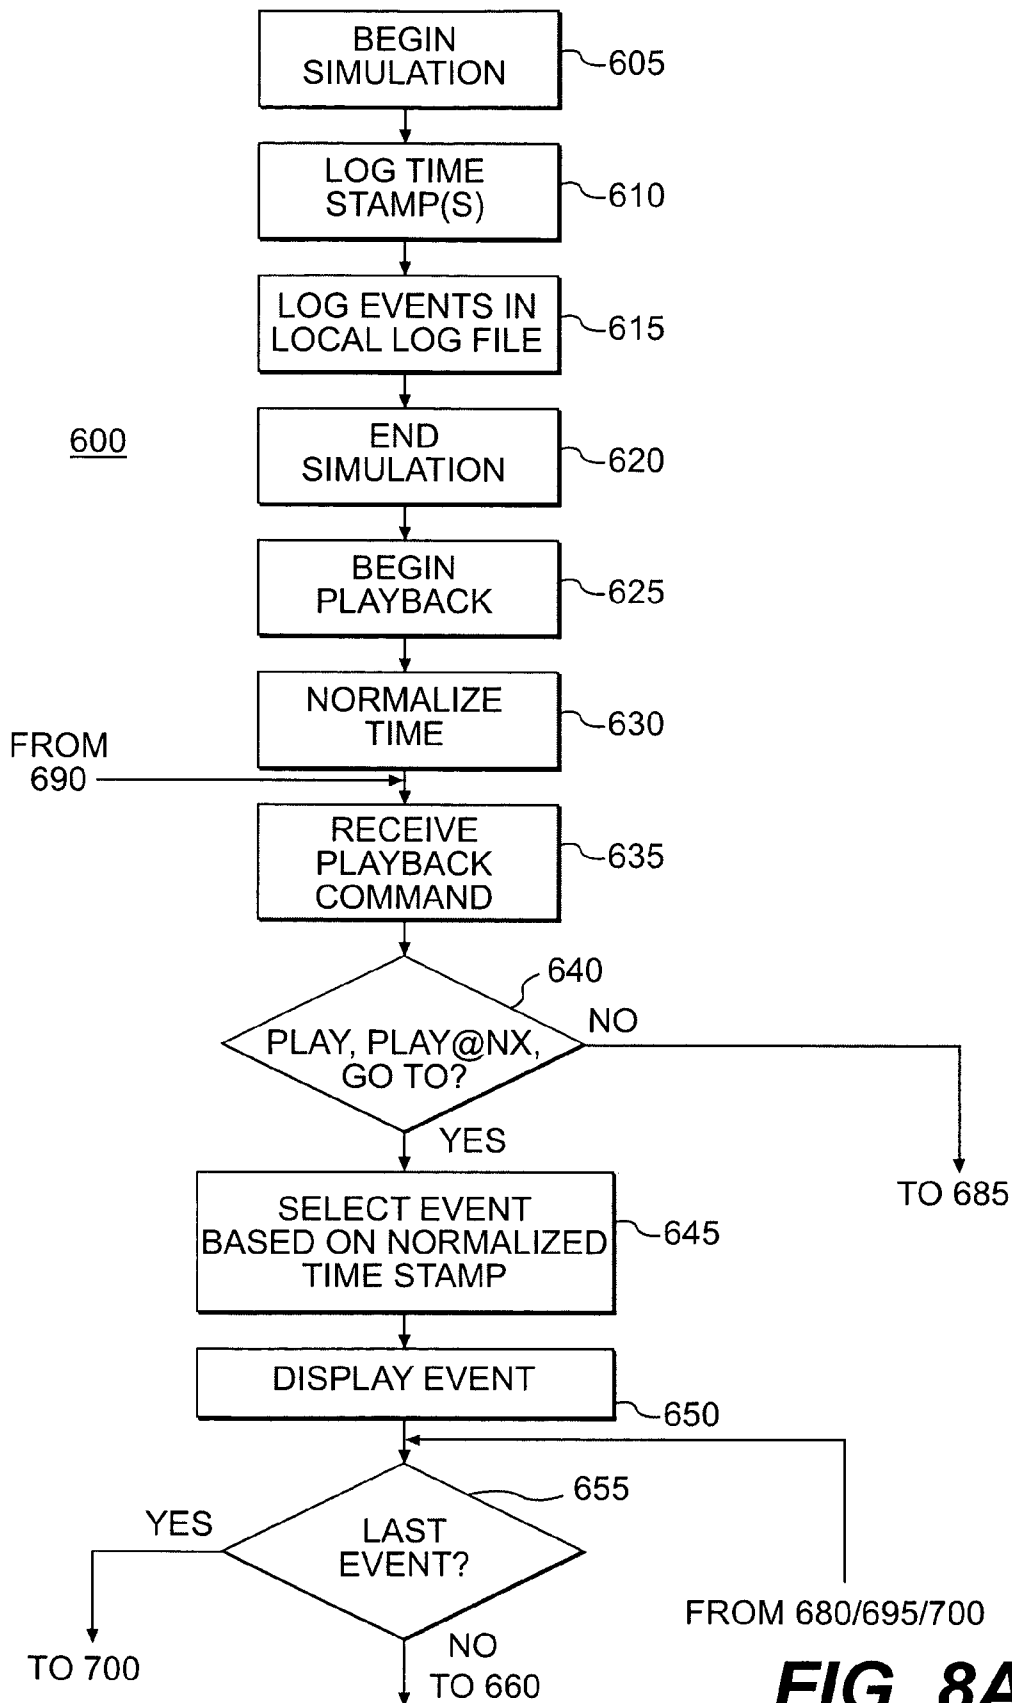 BEGIN
SIMULATION
605
LOG TIME
STAMP(S)
610
LOG EVENTS IN
LOCAL LOG FILE
615
600
END
SIMULATION
620
BEGIN
PLAYBACK
625
NORMALIZE
TIME
630
FROM
690
RECEIVE
PLAYBACK
COMMAND
635
640
PLAY, PLAY@NX,
GO TO?
NO
YES
TO 685
SELECT EVENT
BASED ON NORMALIZED
TIME STAMP
645
DISPLAY EVENT
650
655
YES
LAST
EVENT?
FROM 680/695/700
TO 700
NO
TO 660
FIG. 8A